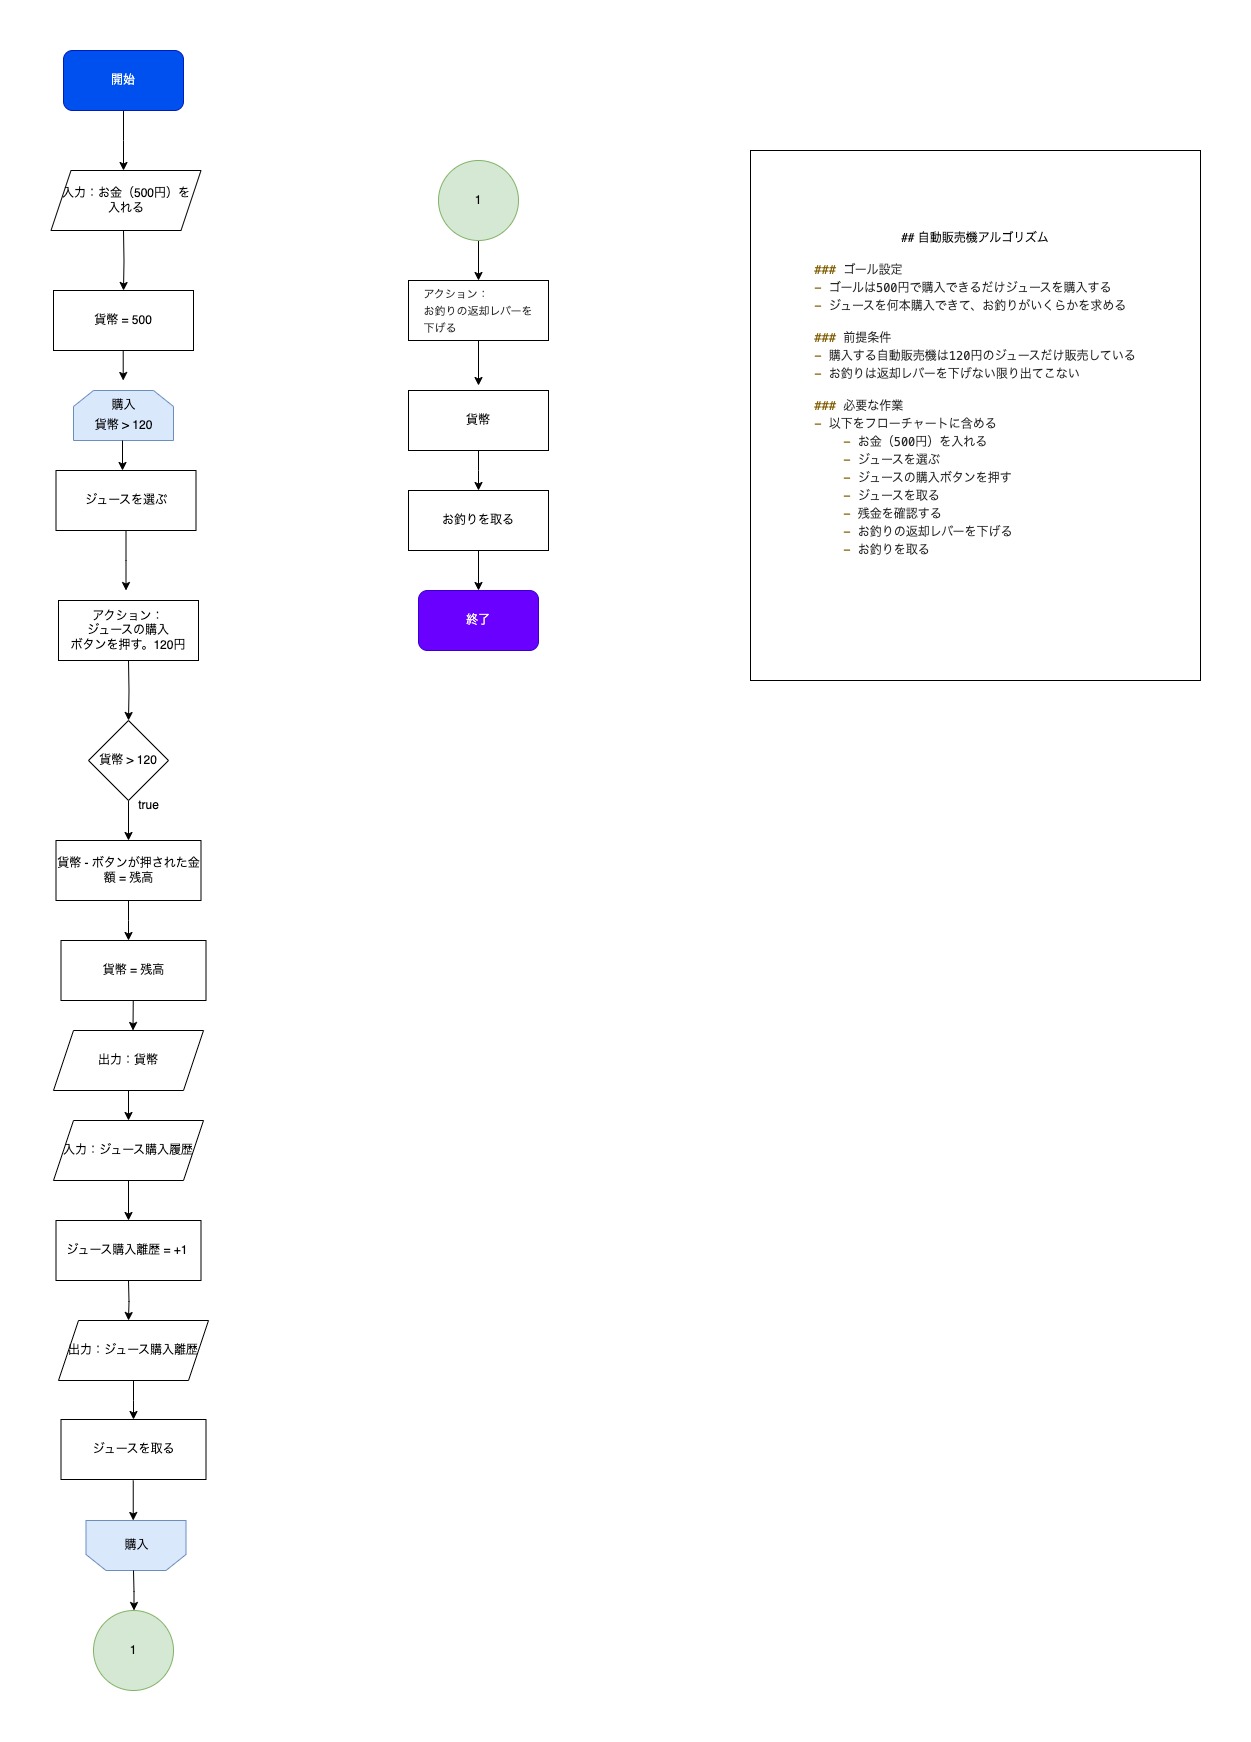 開始
入力：お金（500円）を
入れる
貨幣 = 500
購入
貨幣 > 120
ジュースを選ぶ
アクション：
ジュースの購入
ボタンを押す。120円
貨幣 > 120
true
貨幣 - ボタンが押された金
額 = 残高
貨幣 = 残高
出力：貨幣
入力：ジュース購入履歴
ジュース購入離歴 = +1
出力：ジュース購入離歴
ジュースを取る
購入
1
1
アクション：
お釣りの返却レバーを
下げる
貨幣
お釣りを取る
終了
## 自動販売機アルゴリズム
### ゴール設定
- ゴールは500円で購入できるだけジュースを購入する
- ジュースを何本購入できて、お釣りがいくらかを求める
### 前提条件
- 購入する自動販売機は120円のジュースだけ販売している
- お釣りは返却レバーを下げない限り出てこない
### 必要な作業
- 以下をフローチャートに含める
- お金（500円）を入れる
- ジュースを選ぶ
- ジュースの購入ボタンを押す
- ジュースを取る
- 残金を確認する
- お釣りの返却レバーを下げる
- お釣りを取る